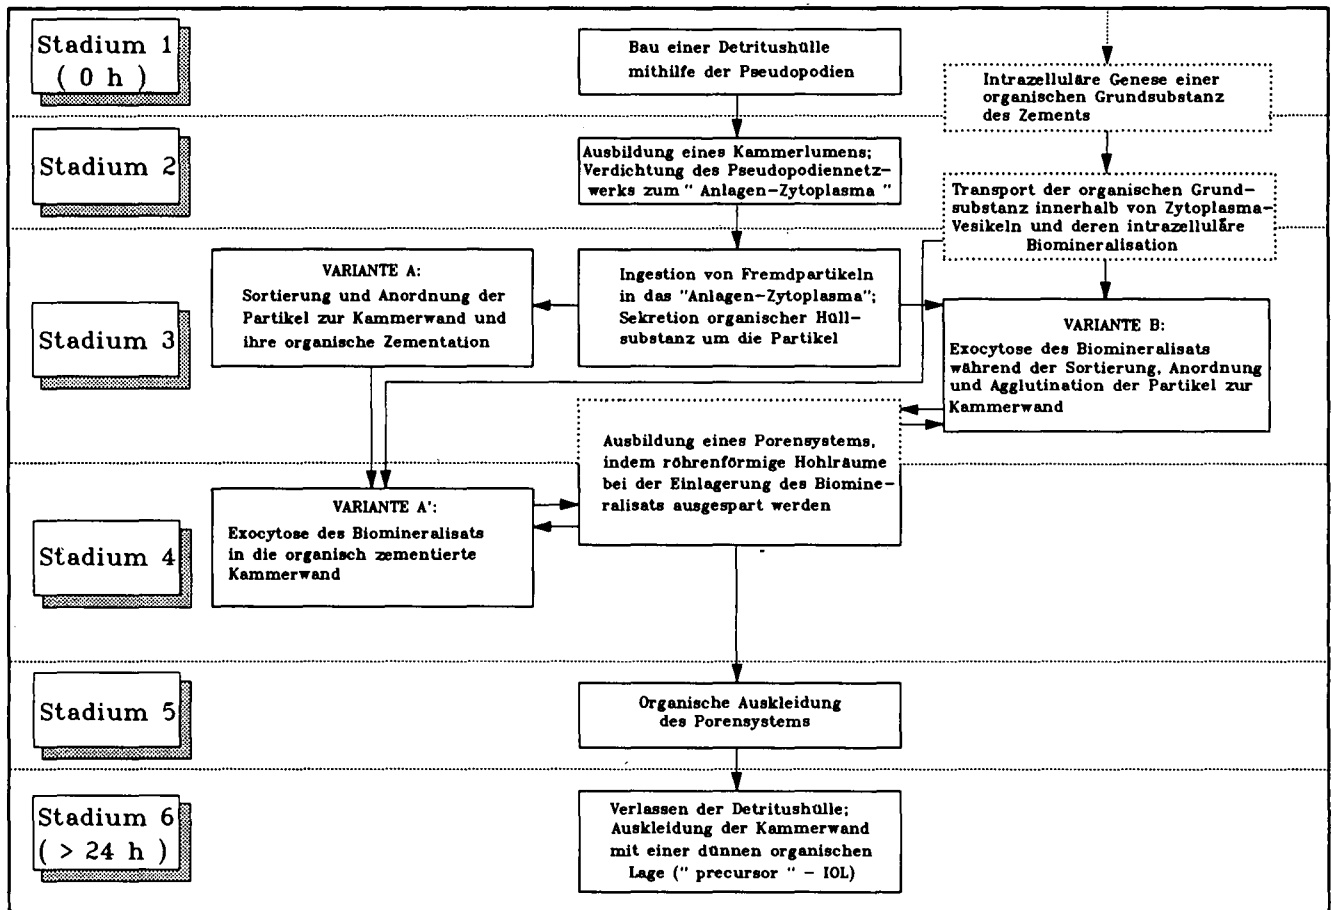 Stadium 1
( 0 h )
Bau einer Detritushülle
mithilfe der Pseudopodien
Intrazelluläre Genese einer
organischen Grundsubstanz
des Zements
Stadium 2
Ausbildung eines Kammerlumens;
Verdichtung des Pseudopodiennetz-
werks zum " Anlagen-Zytoplasma "
Transport der organischen Grund-
substanz innerhalb von Zytoplasma-
Vesikeln und deren intrazelluläre
Biomineralisation
Stadium 3
VARIANTE A:
Sortierung und Anordnung der
Partikel zur Kammerwand und
ihre organische Zementation
Ingestion von Fremdpartikeln
in das "Anlagen-Zytoplasma";
Sekretion organischer Hüll-
substanz um die Partikel
VARIANTE B:
Exocytose des Biomineralisats
während der Sortierung, Anordnung
und Agglutination der Partikel zur
Kammerwand
Ausbildung eines Porensystems,
indem röhrenförmige Hohlräume
bei der Einlagerung des Biomine-
ralisats ausgespart werden
Stadium 4
VARIANTE A':
Exocytose des Biomineralisats
in die organisch zementierte
Kammerwand
Stadium 5
Organische Auskleidung
des Porensystems
Stadium 6
( > 24 h )
Verlassen der Detritushülle;
Auskleidung der Kammerwand
mit einer dünnen organischen
Lage (" precursor " - IOL)